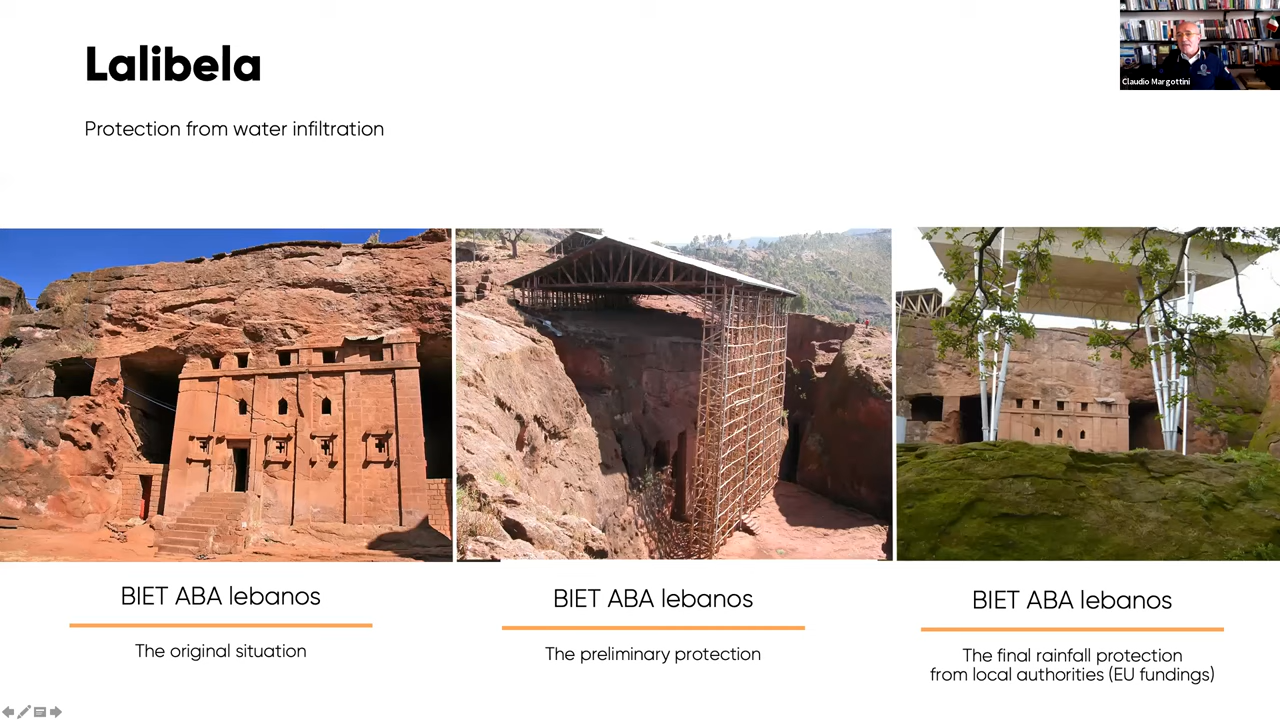 Lalibela
Protection from water infiltration
Claudio Margottini
BIET ABA lebanos
The original situation
BIET ABA lebanos
The preliminary protection
BIET ABA lebanos
The final rainfall protection
from local authorities (EU fundings)